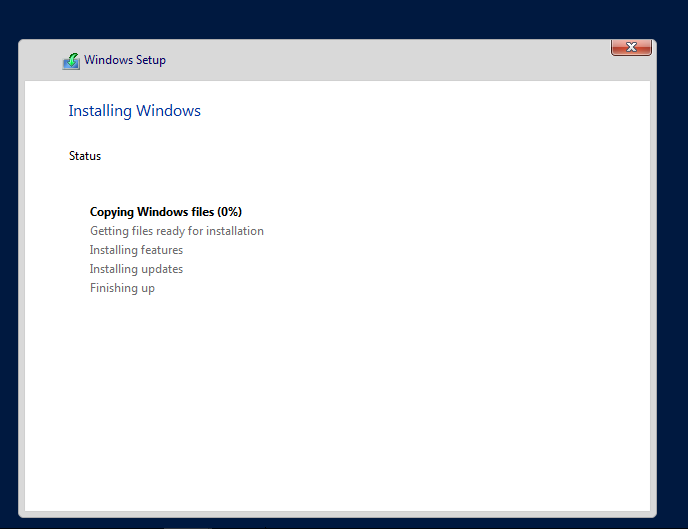 Windows Setup
Installing Windows
Status
Copying Windows files (0%)
Getting files ready for installation
Installing features
Installing updates
Finishing up